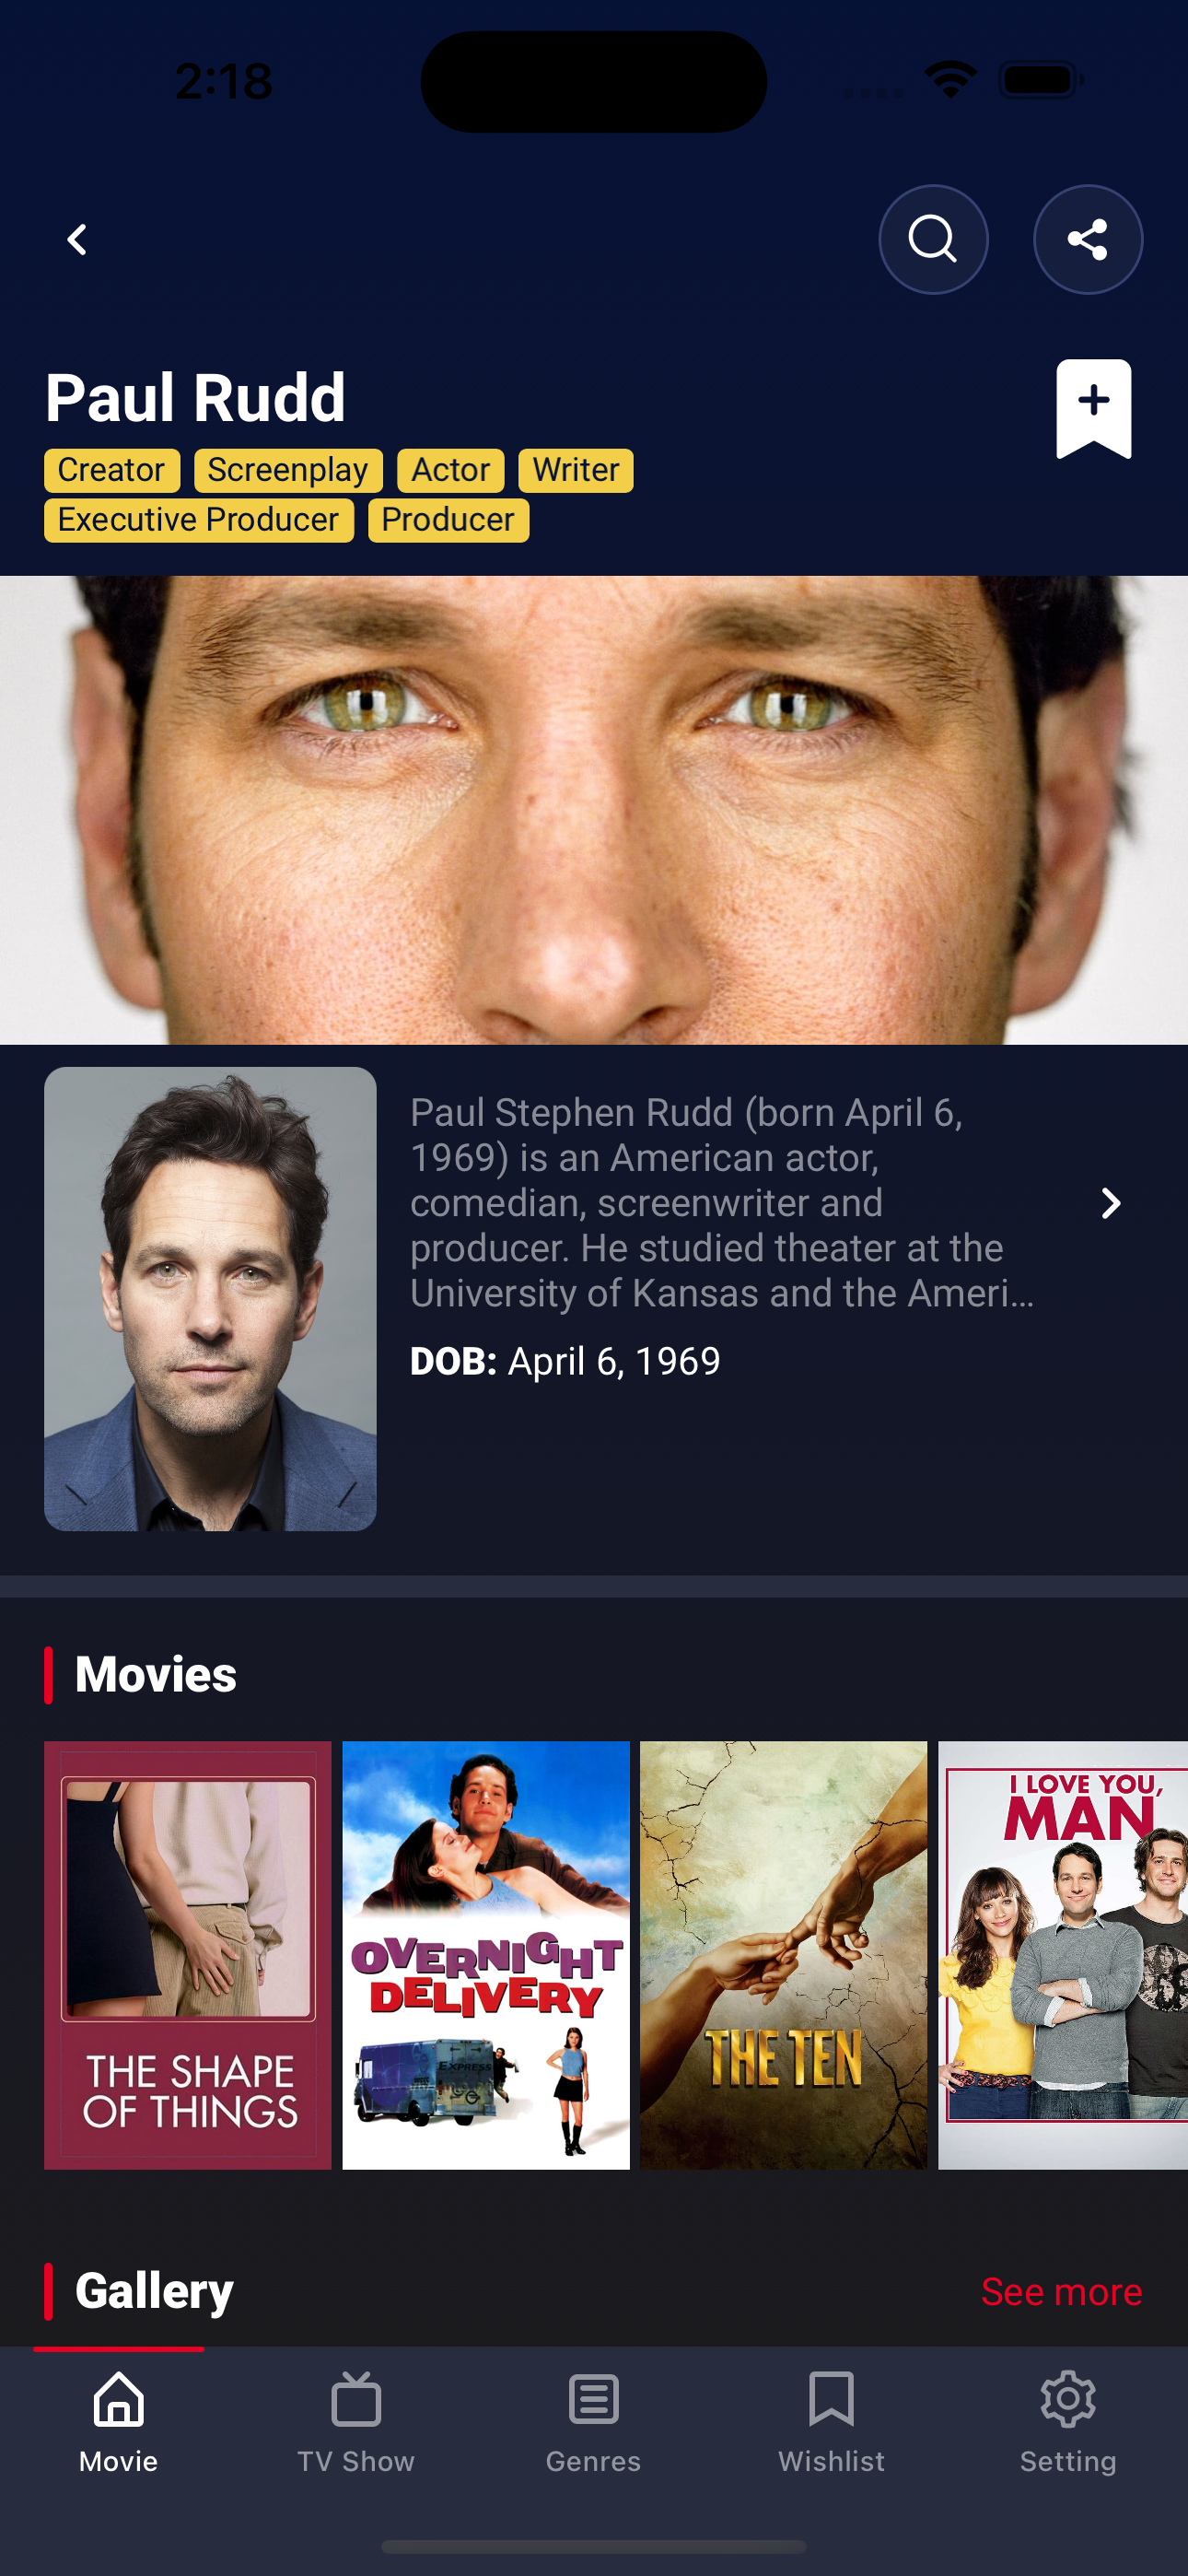 2:18
Paul Rudd
Creator Screenplay Actor Writer
Executive Producer Producer
Paul Stephen Rudd (born April 6,
1969) is an American actor,
comedian, screenwriter and
producer. He studied theater at the
University of Kansas and the Ameri...
DOB: April 6, 1969
Movies
THE SHAPE
OF THINGS
OVERNIGHT
DELIVERY
EXPRESS
THE TEN
I LOVE YOU,
MAN
Gallery See more
Movie TV Show Genres Wishlist Setting